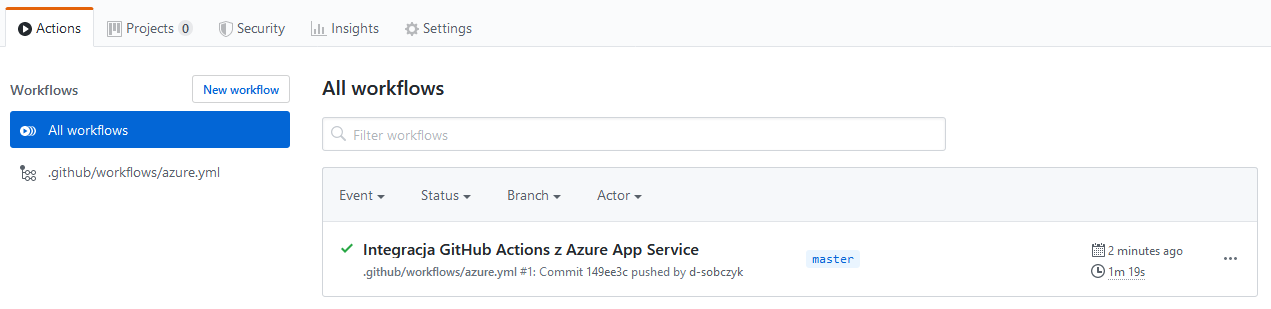 Actions Projects 0 Security Insights Settings
Workflows New workflow
All workflows
.github/workflows/azure.yml
All workflows
Filter workflows
Event Status Branch Actor
Integracja GitHub Actions z Azure App Service
.github/workflows/azure.yml #1: Commit 149ee3c pushed by d-sobczyk
master
2 minutes ago
1m 19s